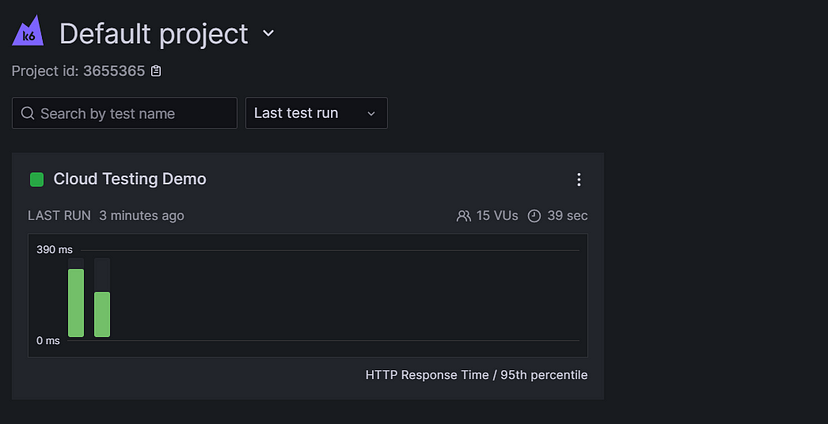 k6 Default project
Project id: 3655365
Search by test name Last test run
Cloud Testing Demo
LAST RUN 3 minutes ago 15 VUs 39 sec
390 ms
0 ms
HTTP Response Time / 95th percentile